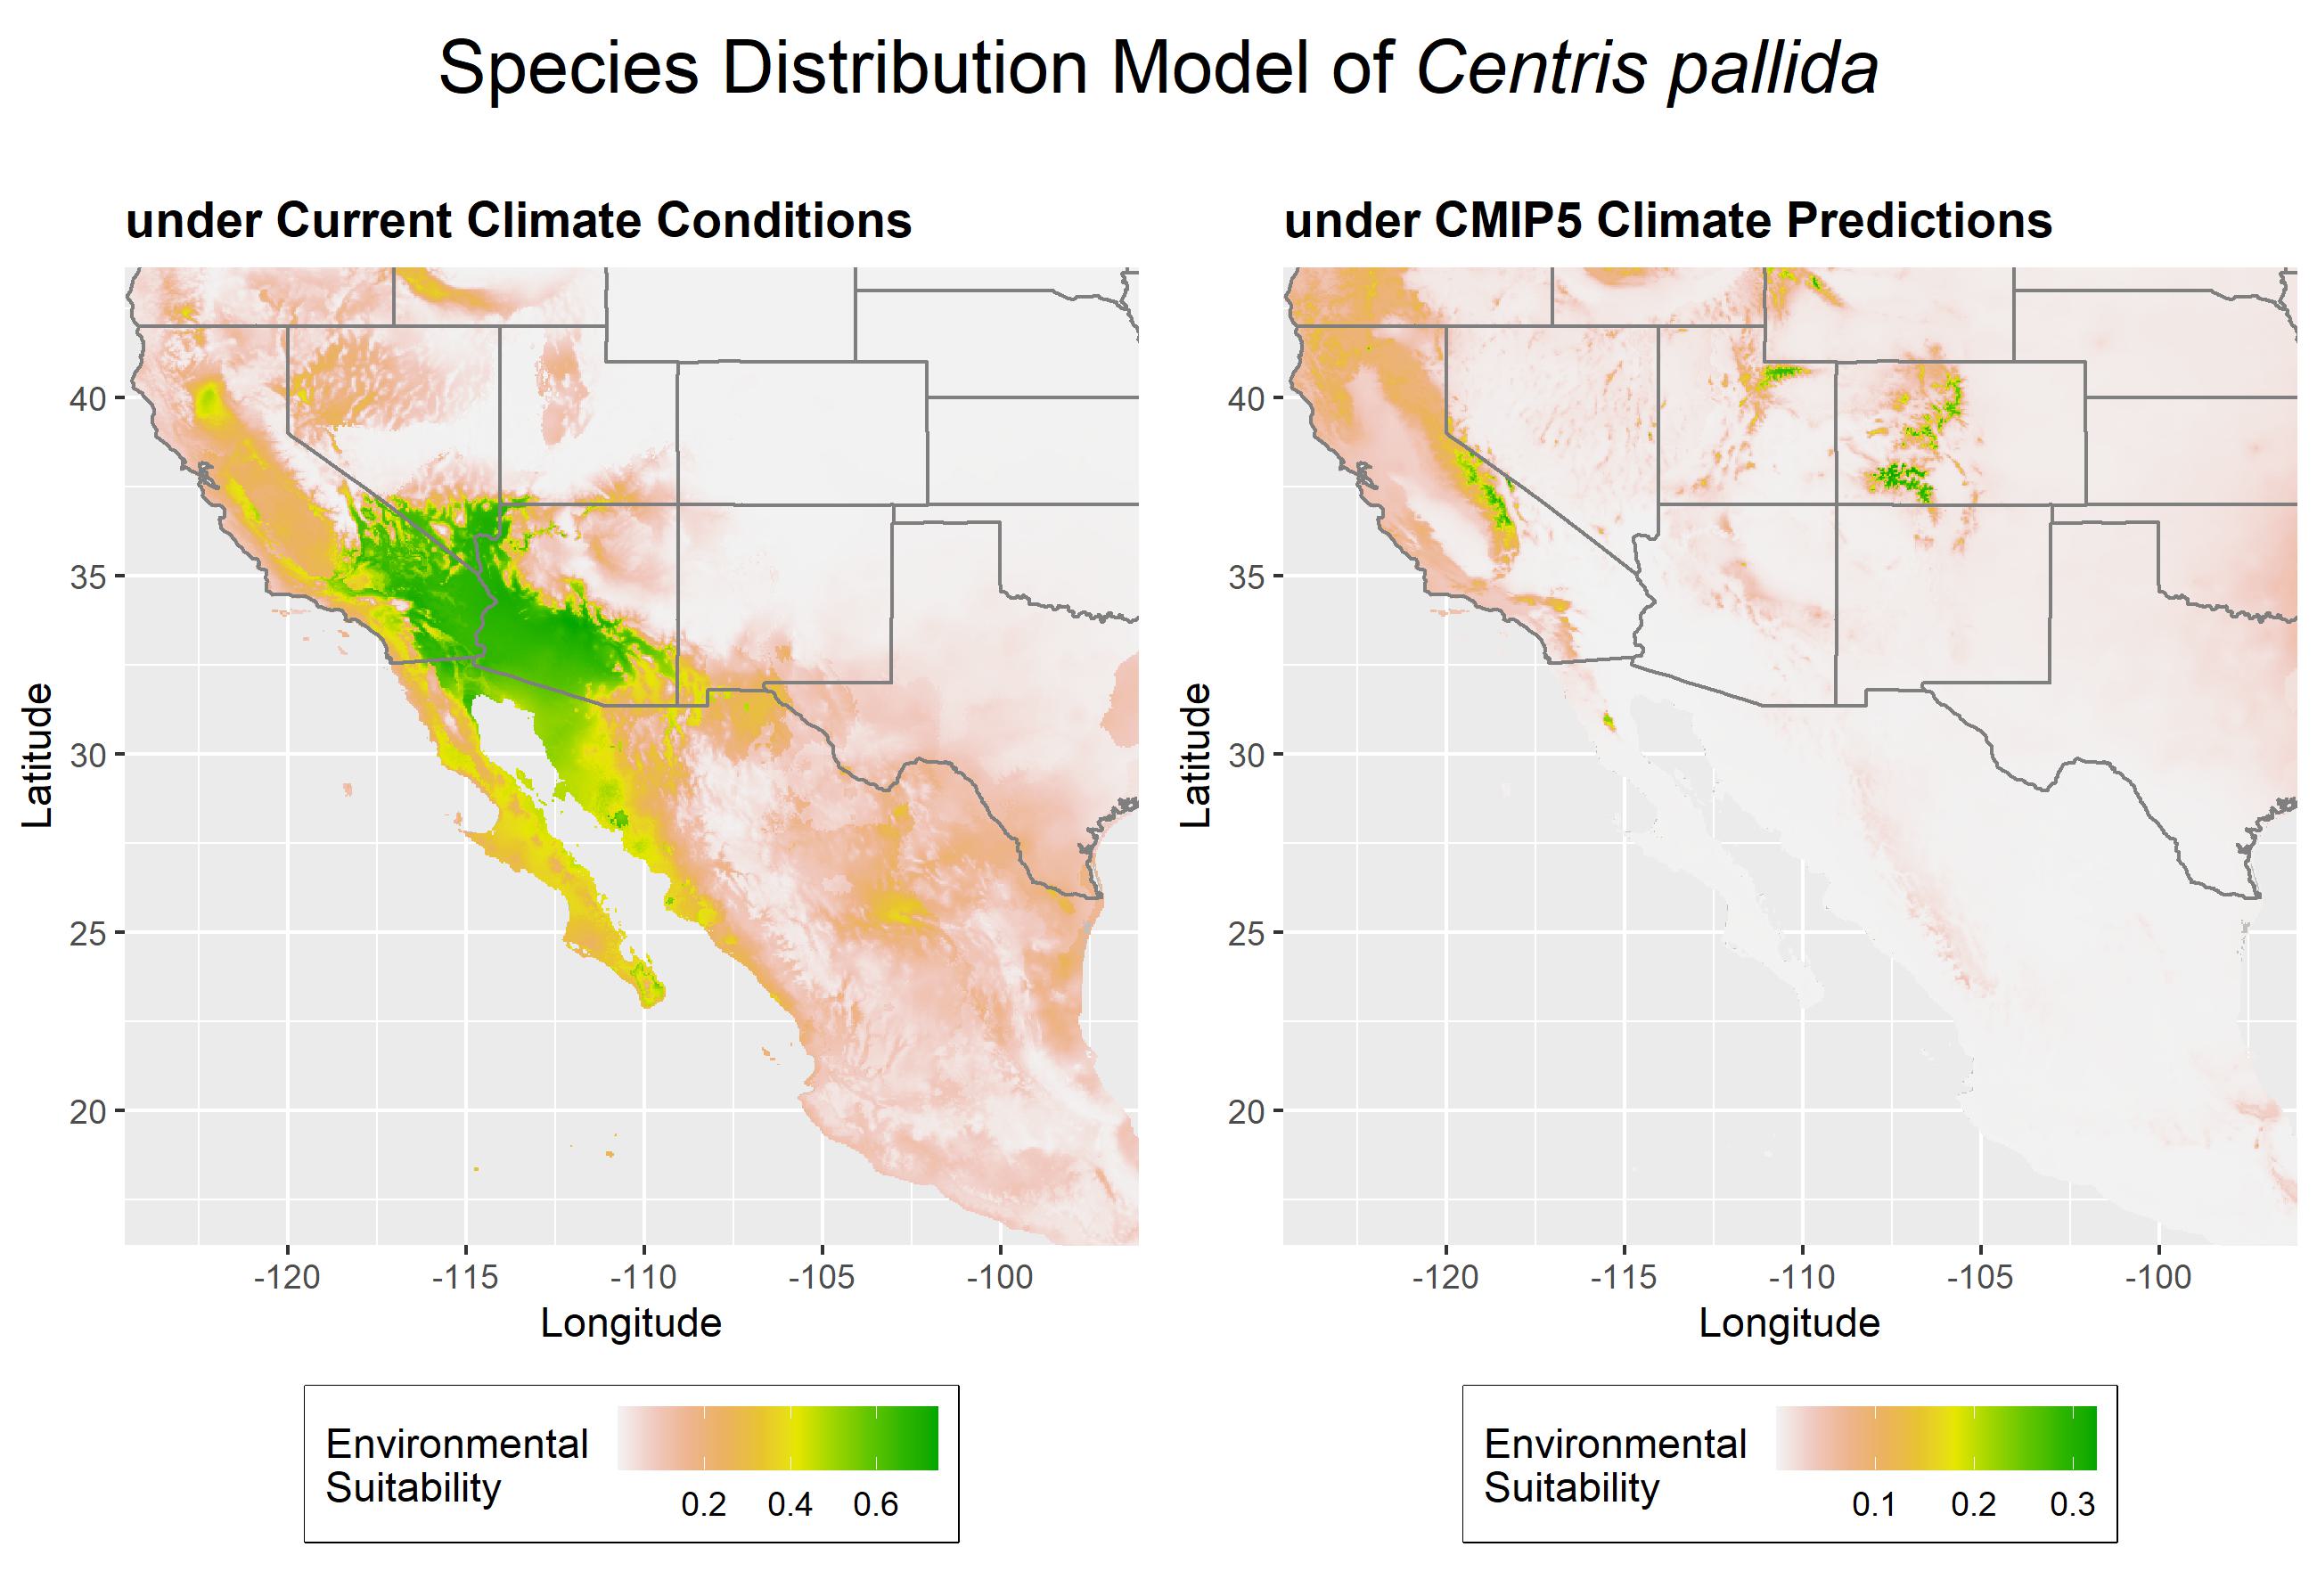 Species Distribution Model of Centris pallida
under Current Climate Conditions
under CMIP5 Climate Predictions
Latitude
40
35
30
25
20
-120
-115
-110
-105
-100
Longitude
Environmental
Suitability
0.2
0.4
0.6
Latitude
40
35
30
25
20
-120
-115
-110
-105
-100
Longitude
Environmental
Suitability
0.1
0.2
0.3